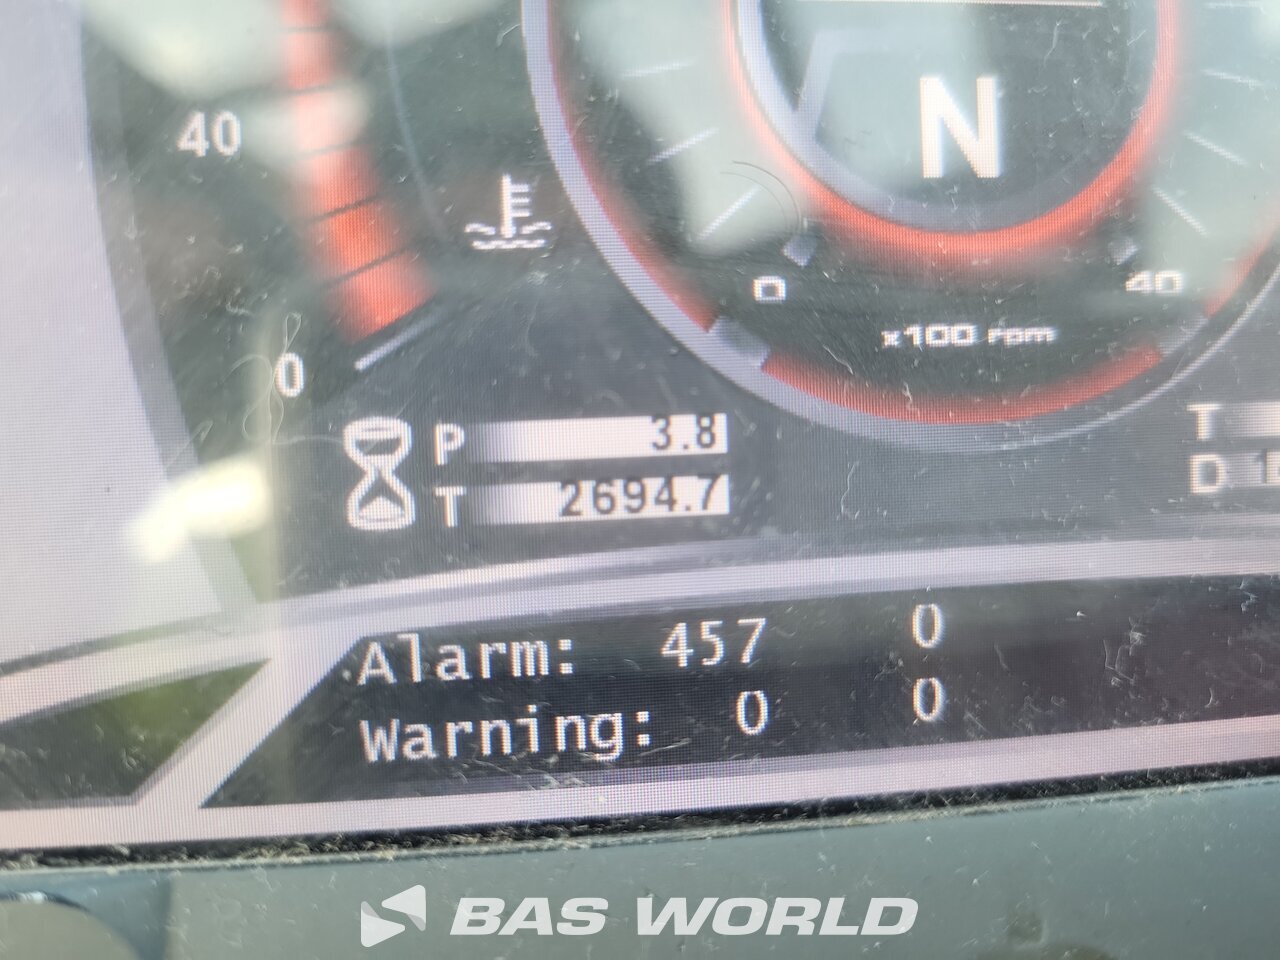 N
40
0
40
x100 rpm
0
P 3.8
T 2694.7
T
D
Alarm: 457 0
Warning: 0 0
BAS WORLD